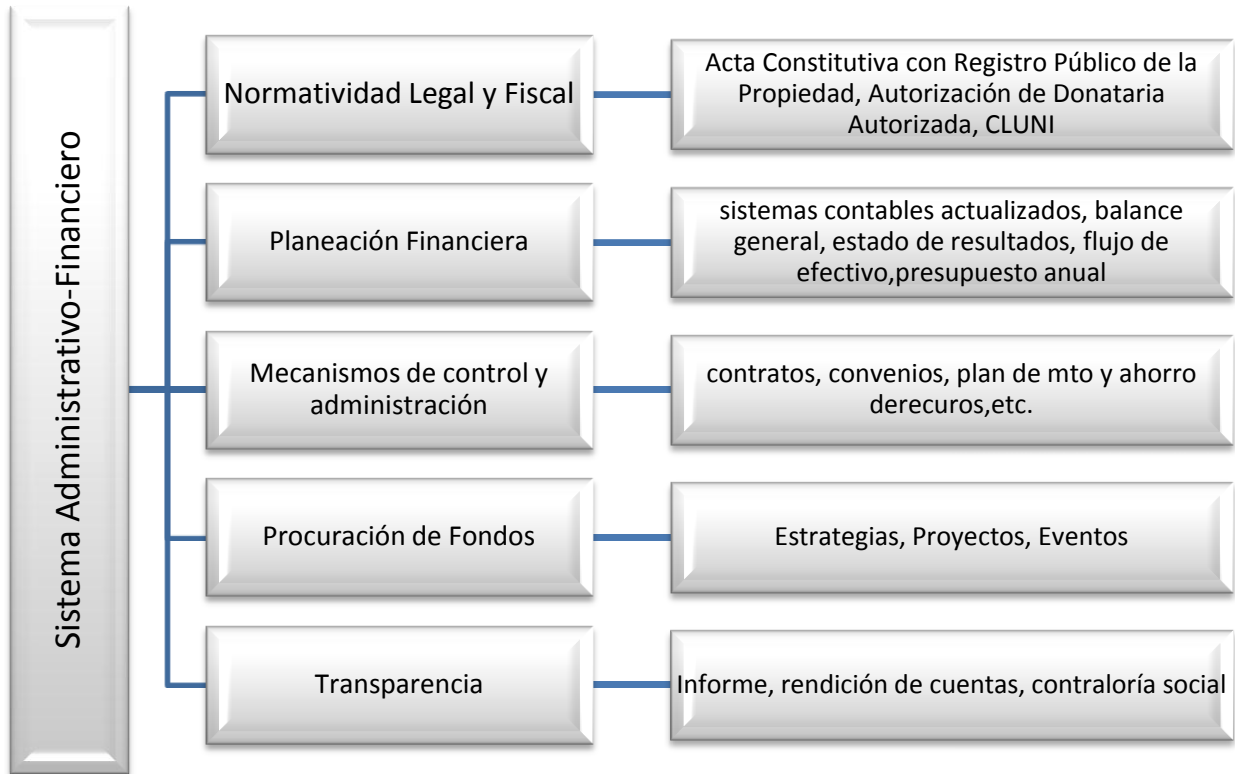 Sistema Administrativo-Financiero
Normatividad Legal y Fiscal
Acta Constitutiva con Registro Público de la
Propiedad, Autorización de Donataria
Autorizada, CLUNI
Planeación Financiera
sistemas contables actualizados, balance
general, estado de resultados, flujo de
efectivo,presupuesto anual
Mecanismos de control y
administración
contratos, convenios, plan de mto y ahorro
derecuros,etc.
Procuración de Fondos
Estrategias, Proyectos, Eventos
Transparencia
Informe, rendición de cuentas, contraloría social